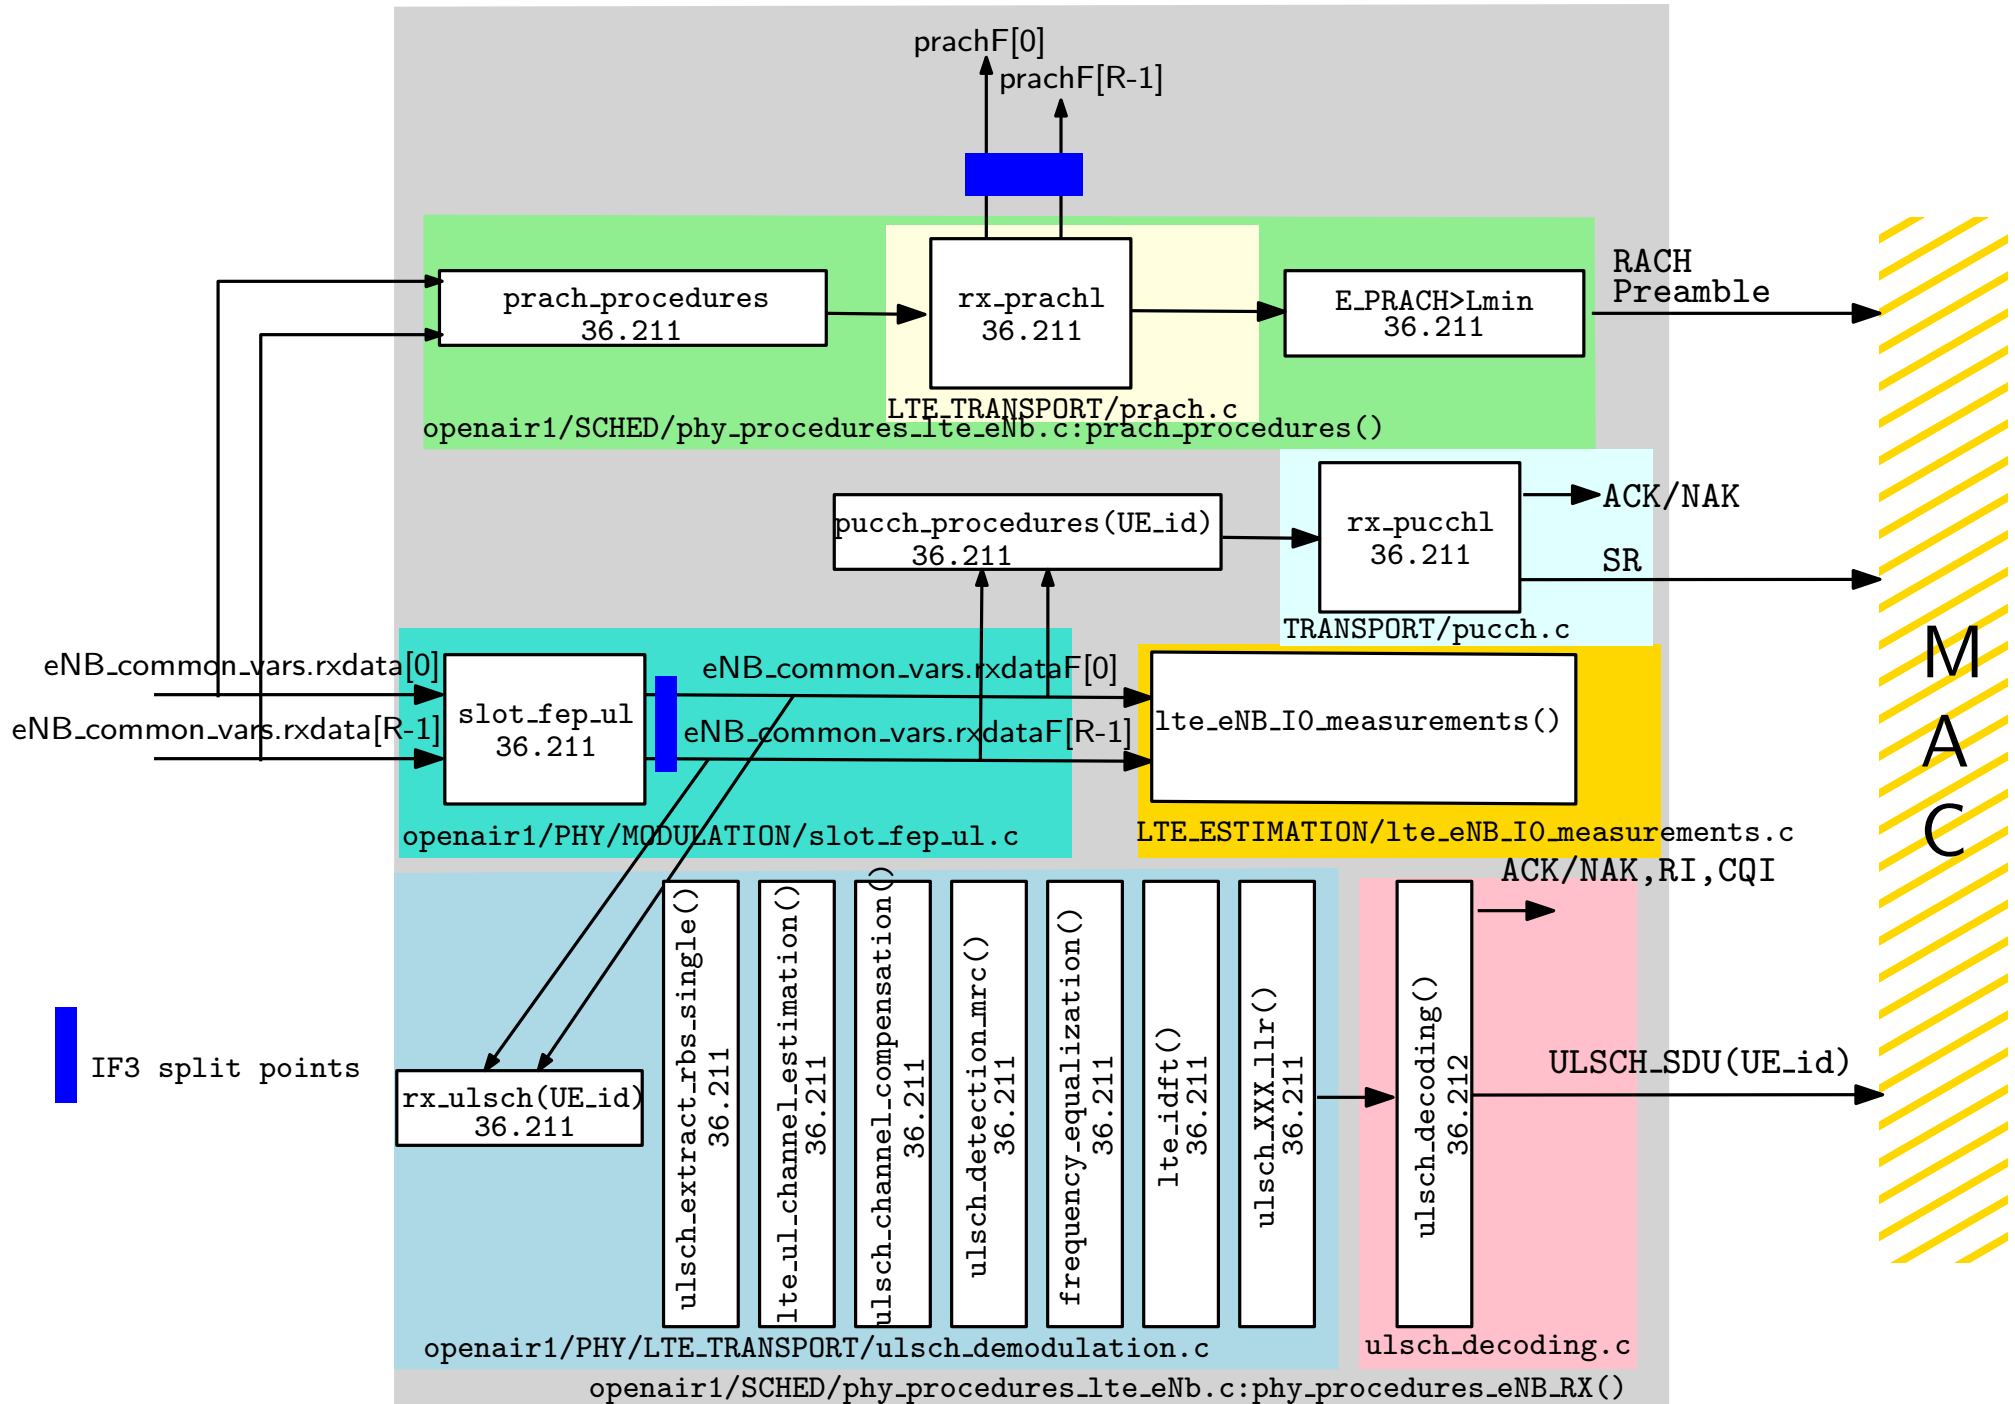 prachF[0]
prachF[R-1]
RACH
Preamble
prach_procedures
36.211
rx_prachl
36.211
E_PRACH>Lmin
36.211
LTE_TRANSPORT/prach.c
openair1/SCHED/phy_procedures_lte_eNb.c:prach_procedures()
pucch_procedures(UE_id)
36.211
rx_pucchl
36.211
ACK/NAK
SR
TRANSPORT/pucch.c
eNB_common_vars.rxdata[0]
eNB_common_vars.rxdata[R-1]
slot_fep_ul
36.211
eNB_common_vars.rxdataF[0]
eNB_common_vars.rxdataF[R-1]
lte_eNB_I0_measurements()
openair1/PHY/MODULATION/slot_fep_ul.c
LTE_ESTIMATION/lte_eNB_I0_measurements.c
M
A
C
ACK/NAK,RI,CQI
IF3 split points
rx_ulsch(UE_id)
36.211
ulsch_extract_rbs_single()
36.211
lte_ul_channel_estimation()
36.211
ulsch_channel_compensation()
36.211
ulsch_detection_mrc()
36.211
frequency_equalization()
36.211
lte_idft()
36.211
ulsch_XXX_llr()
36.211
ulsch_decoding()
36.212
ULSCH_SDU(UE_id)
openair1/PHY/LTE_TRANSPORT/ulsch_demodulation.c
ulsch_decoding.c
openair1/SCHED/phy_procedures_lte_eNb.c:phy_procedures_eNB_RX()